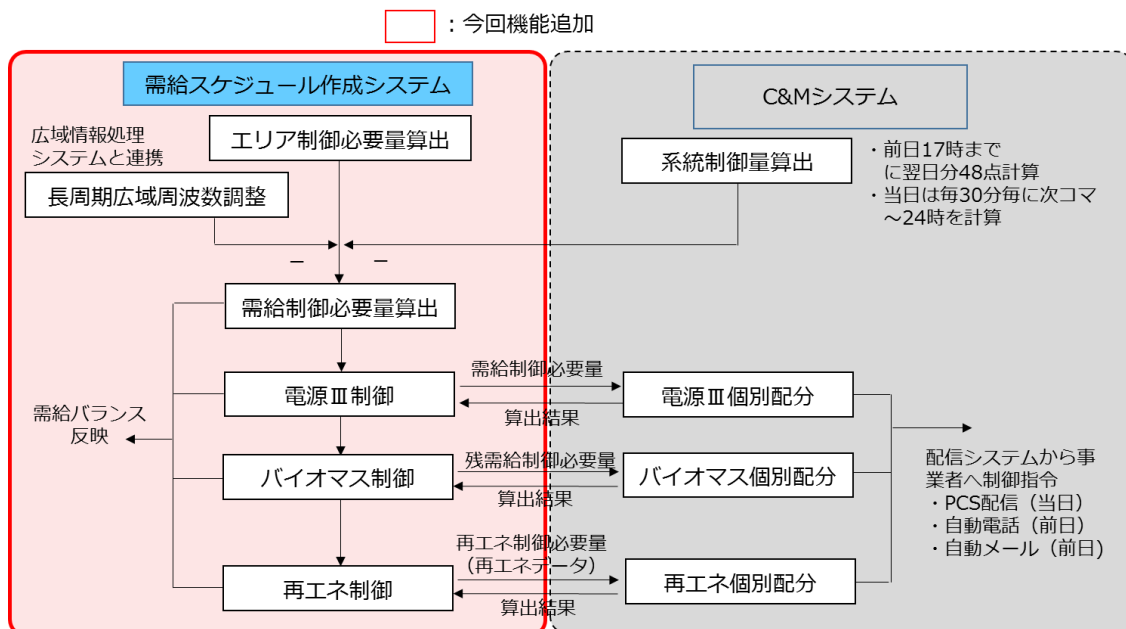 ：今回機能追加
需給スケジュール作成システム
C&Mシステム
広域情報処理
システムと連携
エリア制御必要量算出
系統制御量算出
・前日17時まで
に翌日分48点計算
・当日は毎30分毎に次コマ
～24時を計算
長周期広域周波数調整
－
－
需給制御必要量算出
需給制御必要量
電源Ⅲ制御
電源Ⅲ個別配分
算出結果
需給バランス
反映
残需給制御必要量
バイオマス制御
バイオマス個別配分
算出結果
配信システムから事
業者へ制御指令
・PCS配信（当日）
・自動電話（前日）
・自動メール（前日)
再エネ制御必要量
（再エネデータ）
再エネ制御
再エネ個別配分
算出結果